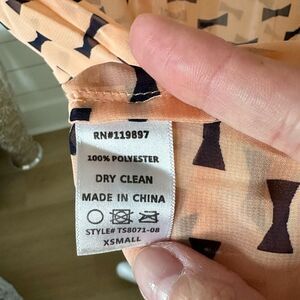 RN#119897
100% POLYESTER
DRY CLEAN
MADE IN CHINA
STYLE# TS8071-08
XSMALL